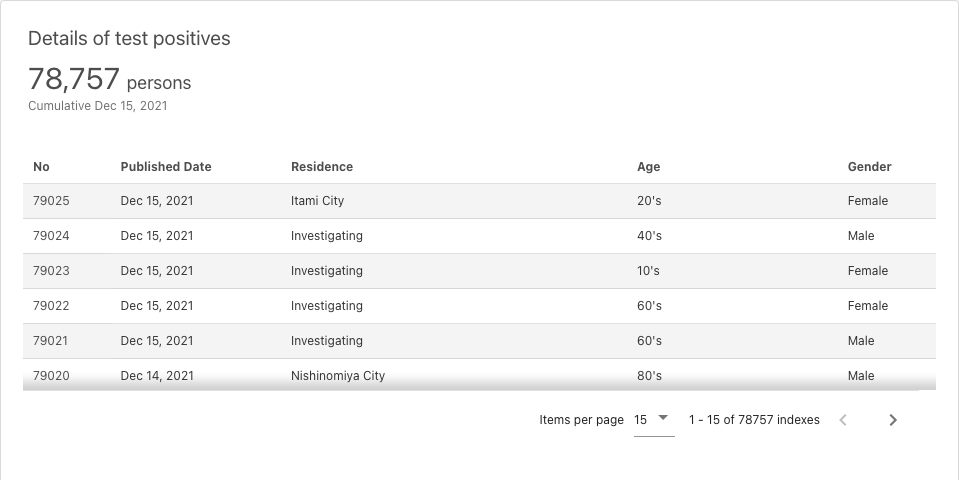 Details of test positives
78,757 persons
Cumulative Dec 15, 2021
No Published Date Residence Age Gender
79025 Dec 15, 2021 Itami City 20's Female
79024 Dec 15, 2021 Investigating 40's Male
79023 Dec 15, 2021 Investigating 10's Female
79022 Dec 15, 2021 Investigating 60's Female
79021 Dec 15, 2021 Investigating 60's Male
79020 Dec 14, 2021 Nishinomiya City 80's Male
Items per page 15 1 - 15 of 78757 indexes